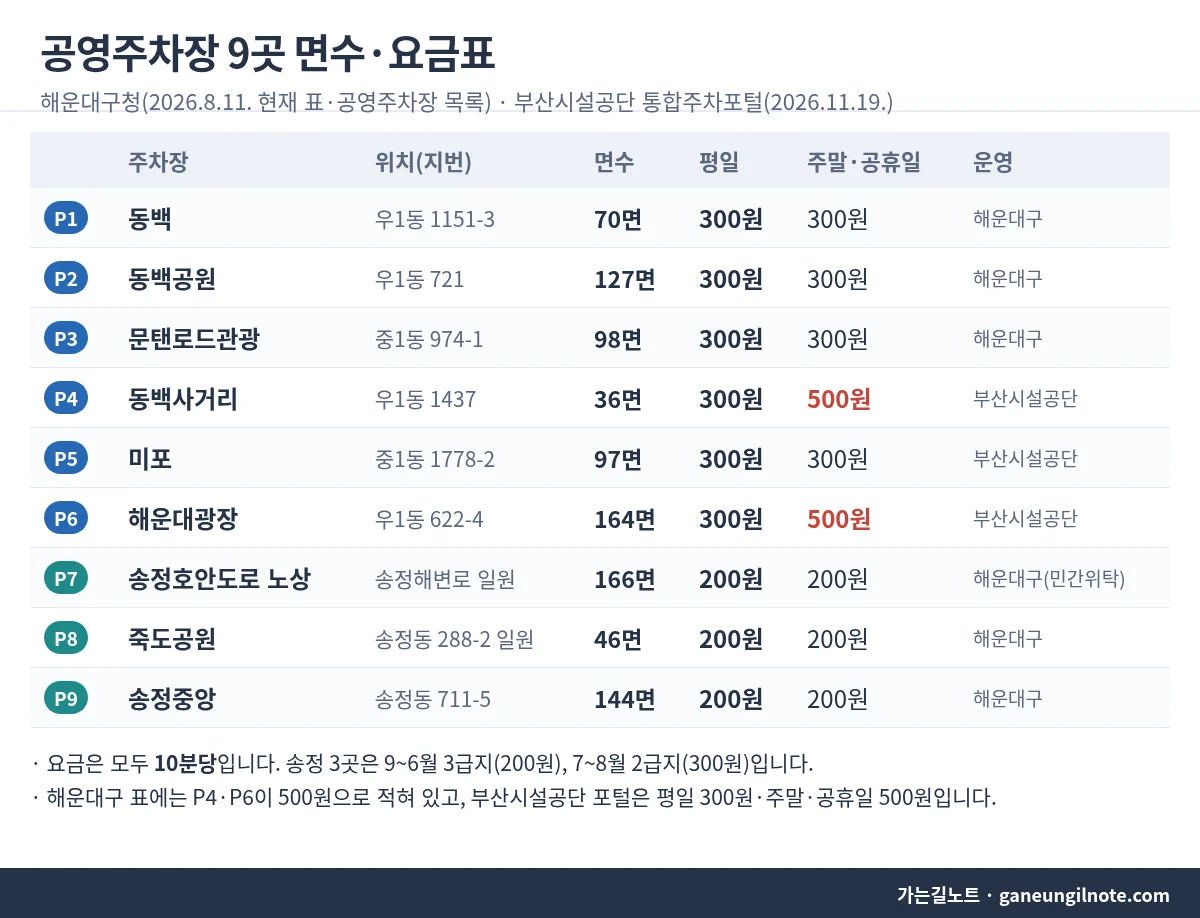 공영주차장 9곳 면수·요금표
해운대구청(2026.8.11. 현재 표·공영주차장 목록) · 부산시설공단 통합주차포털(2026.11.19.)
주차장 위치(지번) 면수 평일 주말·공휴일 운영
P1 동백 우1동 1151-3 70면 300원 300원 해운대구
P2 동백공원 우1동 721 127면 300원 300원 해운대구
P3 문탠로드관광 중1동 974-1 98면 300원 300원 해운대구
P4 동백사거리 우1동 1437 36면 300원 500원 부산시설공단
P5 미포 중1동 1778-2 97면 300원 300원 부산시설공단
P6 해운대광장 우1동 622-4 164면 300원 500원 부산시설공단
P7 송정호안도로 노상 송정해변로 일원 166면 200원 200원 해운대구(민간위탁)
P8 죽도공원 송정동 288-2 일원 46면 200원 200원 해운대구
P9 송정중앙 송정동 711-5 144면 200원 200원 해운대구
· 요금은 모두 10분당입니다. 송정 3곳은 9~6월 3급지(200원), 7~8월 2급지(300원)입니다.
· 해운대구 표에는 P4·P6이 500원으로 적혀 있고, 부산시설공단 포털은 평일 300원·주말·공휴일 500원입니다.
가는길노트 · ganeungilnote.com